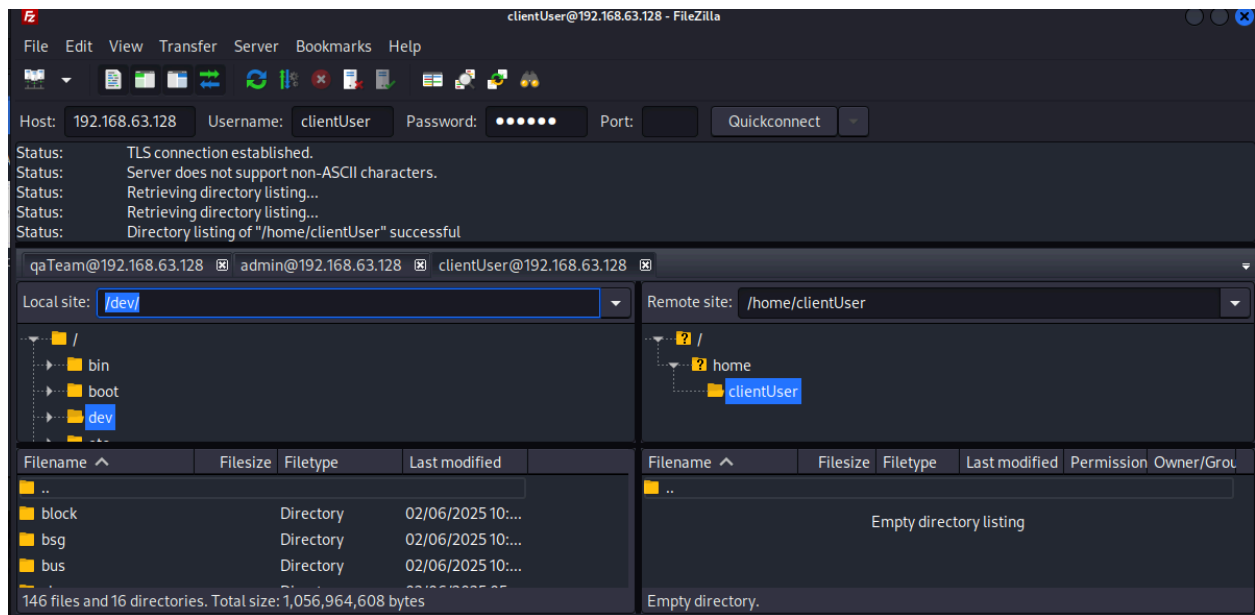 clientUser@192.168.63.128 - FileZilla
File Edit View Transfer Server Bookmarks Help
Host: 192.168.63.128 Username: clientUser Password: ●●●●●● Port: Quickconnect
Status: TLS connection established.
Status: Server does not support non-ASCII characters.
Status: Retrieving directory listing...
Status: Retrieving directory listing...
Status: Directory listing of "/home/clientUser" successful
qaTeam@192.168.63.128 admin@192.168.63.128 clientUser@192.168.63.128
Local site: /dev/
/
bin
boot
dev
Remote site: /home/clientUser
? /
? home
clientUser
Filename Filesize Filetype Last modified
..
block Directory 02/06/2025 10:...
bsg Directory 02/06/2025 10:...
bus Directory 02/06/2025 10:...
146 files and 16 directories. Total size: 1,056,964,608 bytes
Filename Filesize Filetype Last modified Permission Owner/Grou
..
Empty directory listing
Empty directory.